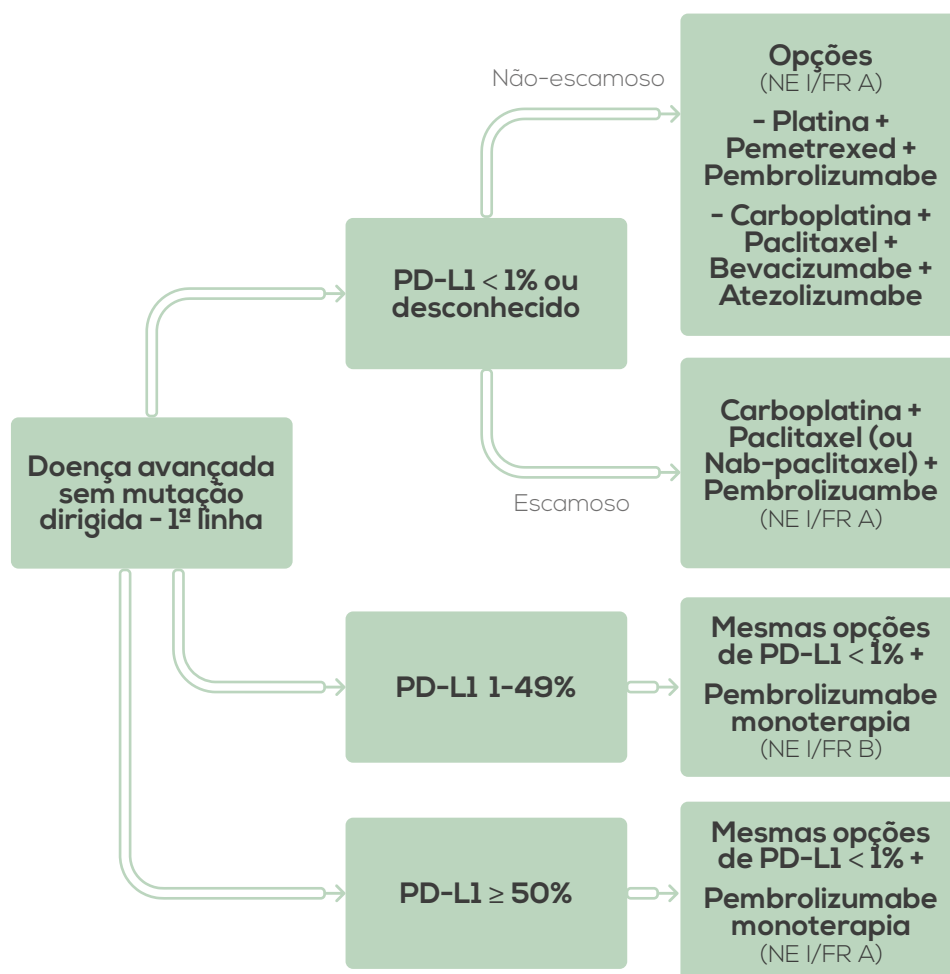 Doença avançada
sem mutação
dirigida - 1ª linha
PD-L1 < 1% ou
desconhecido
Não-escamoso
Opções
(NE I/FR A)
- Platina +
Pemetrexed +
Pembrolizumabe
- Carboplatina +
Paclitaxel +
Bevacizumabe +
Atezolizumabe
Escamoso
Carboplatina +
Paclitaxel (ou
Nab-paclitaxel) +
Pembrolizuambe
(NE I/FR A)
PD-L1 1-49%
Mesmas opções
de PD-L1 < 1% +
Pembrolizumabe
monoterapia
(NE I/FR B)
PD-L1 ≥ 50%
Mesmas opções
de PD-L1 < 1% +
Pembrolizumabe
monoterapia
(NE I/FR A)